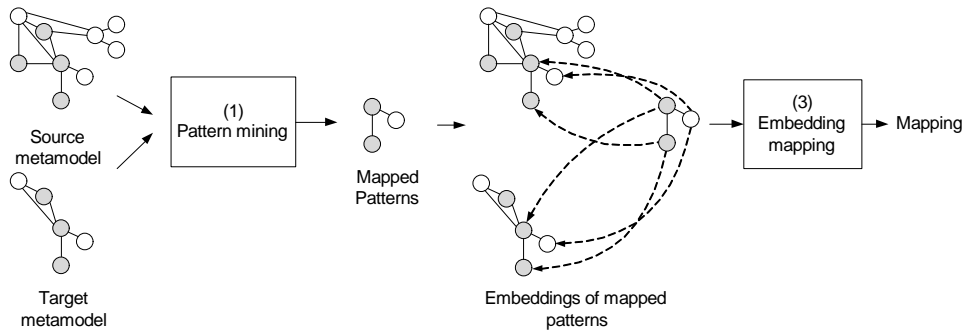 Source
metamodel
Target
metamodel
(1)
Pattern mining
Mapped
Patterns
Embeddings of mapped
patterns
(3)
Embedding
mapping
Mapping